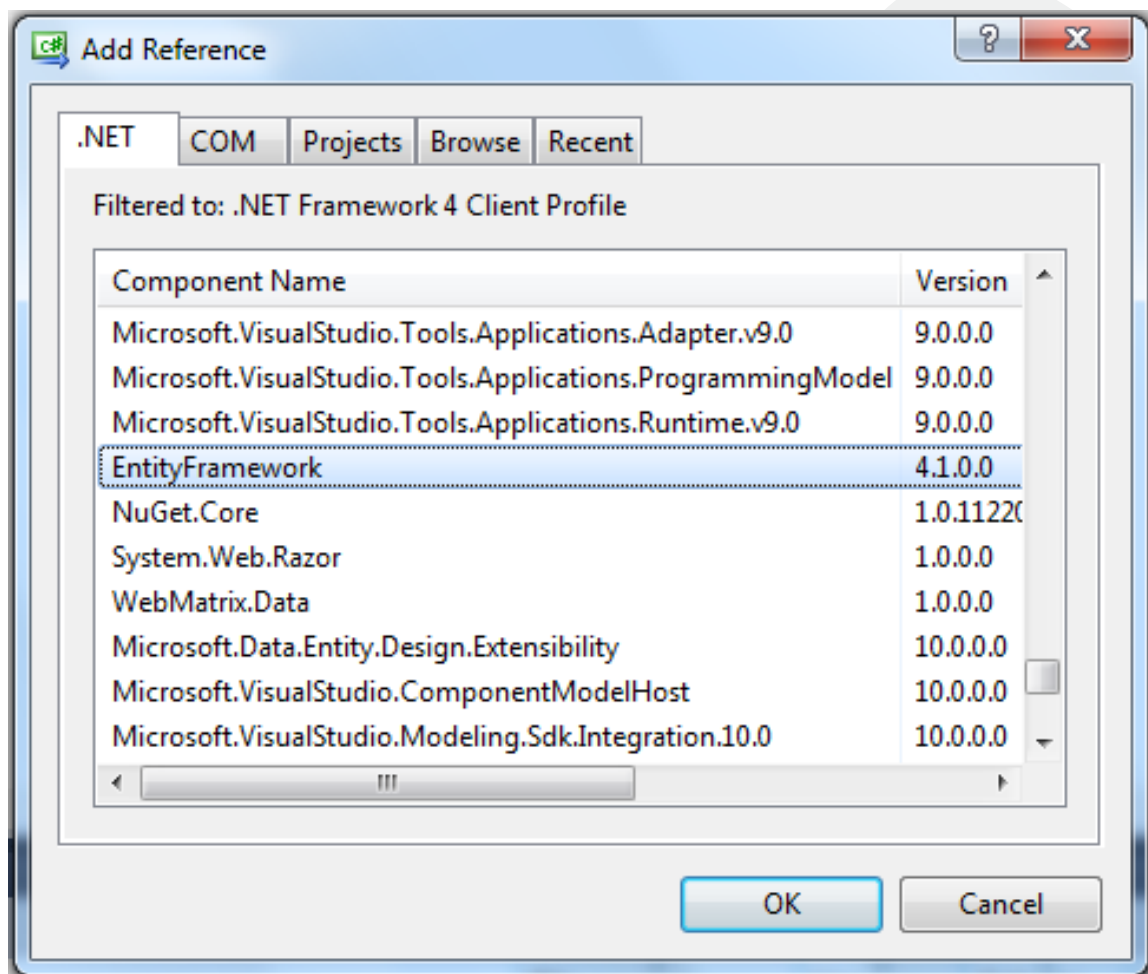 Add Reference
.NET COM Projects Browse Recent
Filtered to: .NET Framework 4 Client Profile
Component Name Version
Microsoft.VisualStudio.Tools.Applications.Adapter.v9.0 9.0.0.0
Microsoft.VisualStudio.Tools.Applications.ProgrammingModel 9.0.0.0
Microsoft.VisualStudio.Tools.Applications.Runtime.v9.0 9.0.0.0
EntityFramework 4.1.0.0
NuGet.Core 1.0.11220
System.Web.Razor 1.0.0.0
WebMatrix.Data 1.0.0.0
Microsoft.Data.Entity.Design.Extensibility 10.0.0.0
Microsoft.VisualStudio.ComponentModelHost 10.0.0.0
Microsoft.VisualStudio.Modeling.Sdk.Integration.10.0 10.0.0.0
OK Cancel